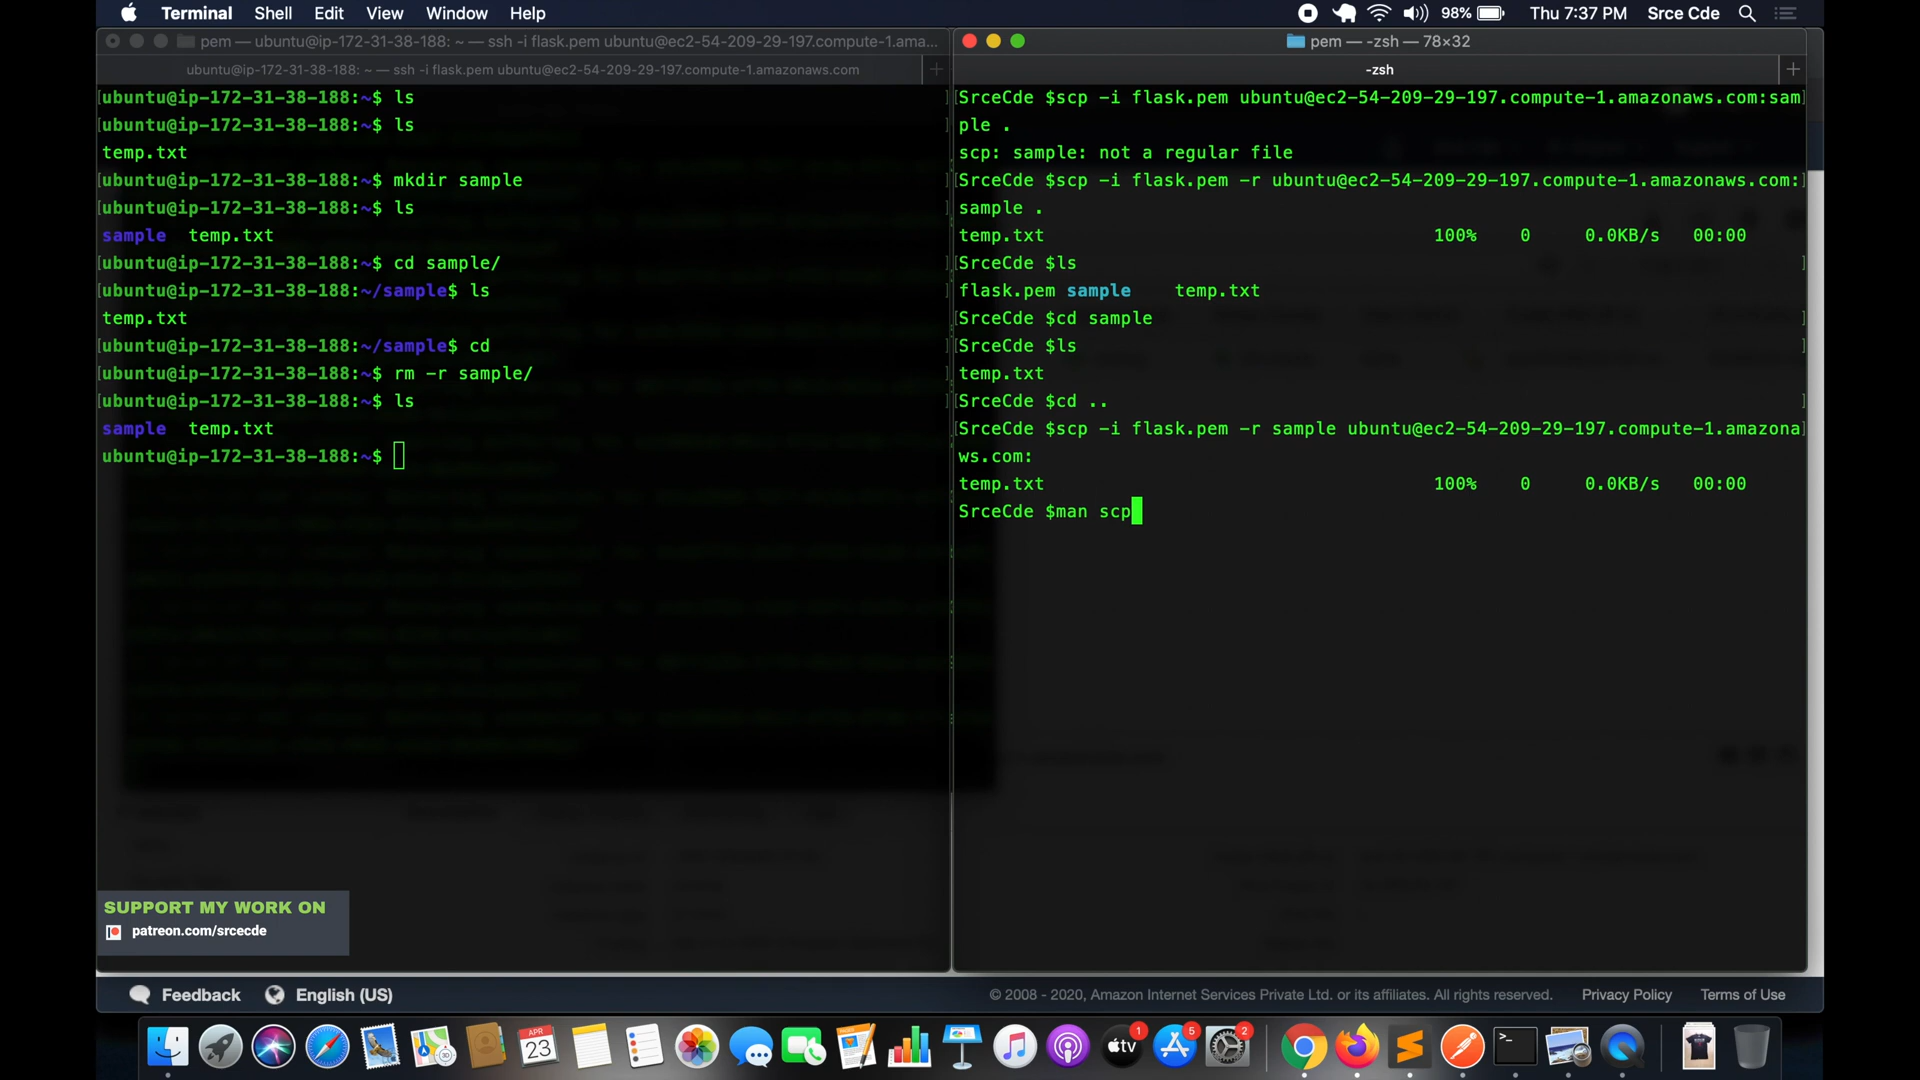 Terminal Shell Edit View Window Help 98% Thu 7:37 PM Srce Cde
pem — ubuntu@ip-172-31-38-188: ~ — ssh -i flask.pem ubuntu@ec2-54-209-29-197.compute-1.ama...
ubuntu@ip-172-31-38-188: ~ — ssh -i flask.pem ubuntu@ec2-54-209-29-197.compute-1.amazonaws.com
[ubuntu@ip-172-31-38-188:~$ ls ]
[ubuntu@ip-172-31-38-188:~$ ls ]
temp.txt
[ubuntu@ip-172-31-38-188:~$ mkdir sample ]
[ubuntu@ip-172-31-38-188:~$ ls ]
sample temp.txt
[ubuntu@ip-172-31-38-188:~$ cd sample/ ]
[ubuntu@ip-172-31-38-188:~/sample$ ls ]
temp.txt
[ubuntu@ip-172-31-38-188:~/sample$ cd ]
[ubuntu@ip-172-31-38-188:~$ rm -r sample/ ]
[ubuntu@ip-172-31-38-188:~$ ls ]
sample temp.txt
ubuntu@ip-172-31-38-188:~$
pem — -zsh — 78×32
-zsh
[SrceCde $scp -i flask.pem ubuntu@ec2-54-209-29-197.compute-1.amazonaws.com:sam]
ple .
scp: sample: not a regular file
[SrceCde $scp -i flask.pem -r ubuntu@ec2-54-209-29-197.compute-1.amazonaws.com:]
sample .
temp.txt 100% 0 0.0KB/s 00:00
[SrceCde $ls ]
flask.pem sample temp.txt
[SrceCde $cd sample ]
[SrceCde $ls ]
temp.txt
[SrceCde $cd .. ]
[SrceCde $scp -i flask.pem -r sample ubuntu@ec2-54-209-29-197.compute-1.amazona]
ws.com:
temp.txt 100% 0 0.0KB/s 00:00
SrceCde $man scp
SUPPORT MY WORK ON
patreon.com/srcecde
Feedback English (US) © 2008 - 2020, Amazon Internet Services Private Ltd. or its affiliates. All rights reserved. Privacy Policy Terms of Use
APR
23
tv
1
5
2